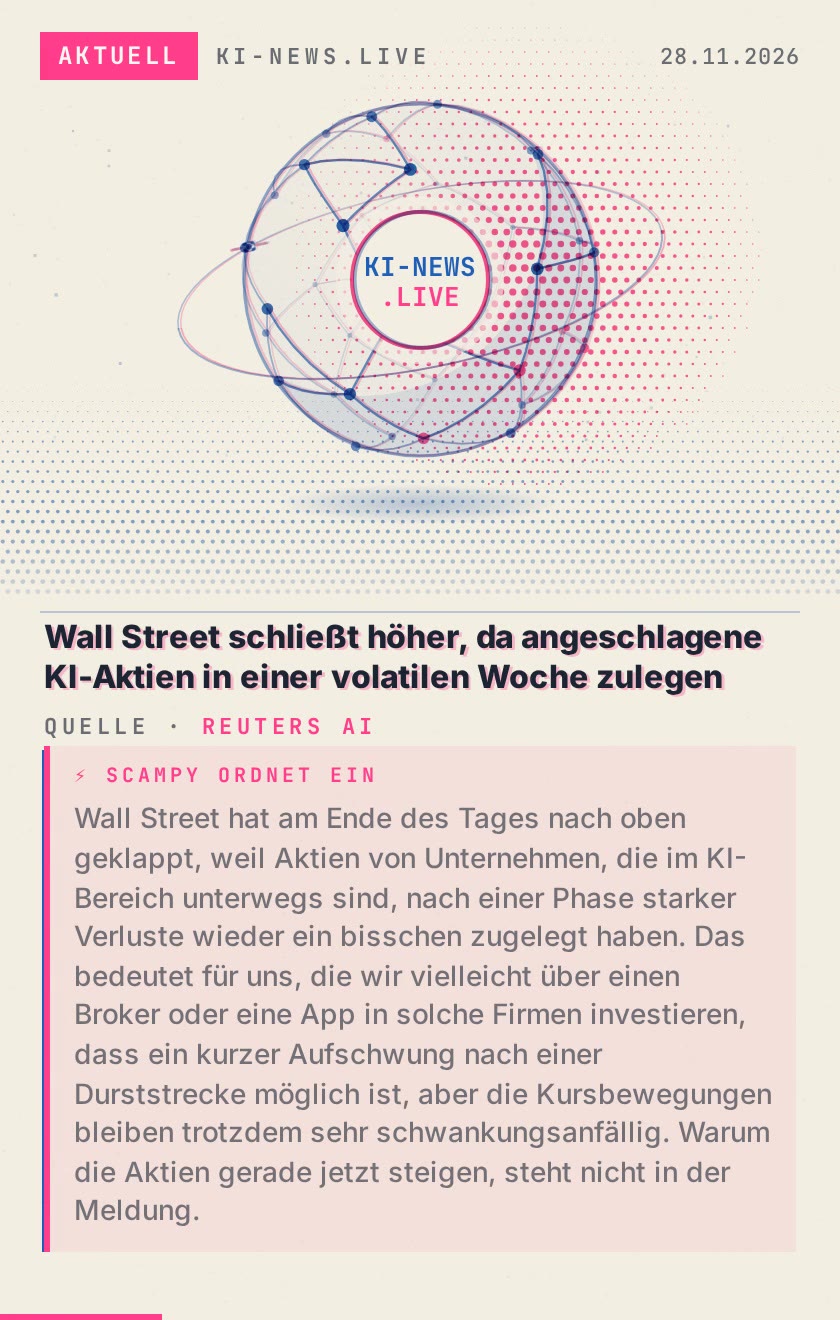 AKTUELL KI-NEWS.LIVE 28.11.2026
KI-NEWS
.LIVE
Wall Street schließt höher, da angeschlagene
KI-Aktien in einer volatilen Woche zulegen
QUELLE · REUTERS AI
⚡ SCAMPY ORDNET EIN
Wall Street hat am Ende des Tages nach oben
geklappt, weil Aktien von Unternehmen, die im KI-
Bereich unterwegs sind, nach einer Phase starker
Verluste wieder ein bisschen zugelegt haben. Das
bedeutet für uns, die wir vielleicht über einen
Broker oder eine App in solche Firmen investieren,
dass ein kurzer Aufschwung nach einer
Durststrecke möglich ist, aber die Kursbewegungen
bleiben trotzdem sehr schwankungsanfällig. Warum
die Aktien gerade jetzt steigen, steht nicht in der
Meldung.